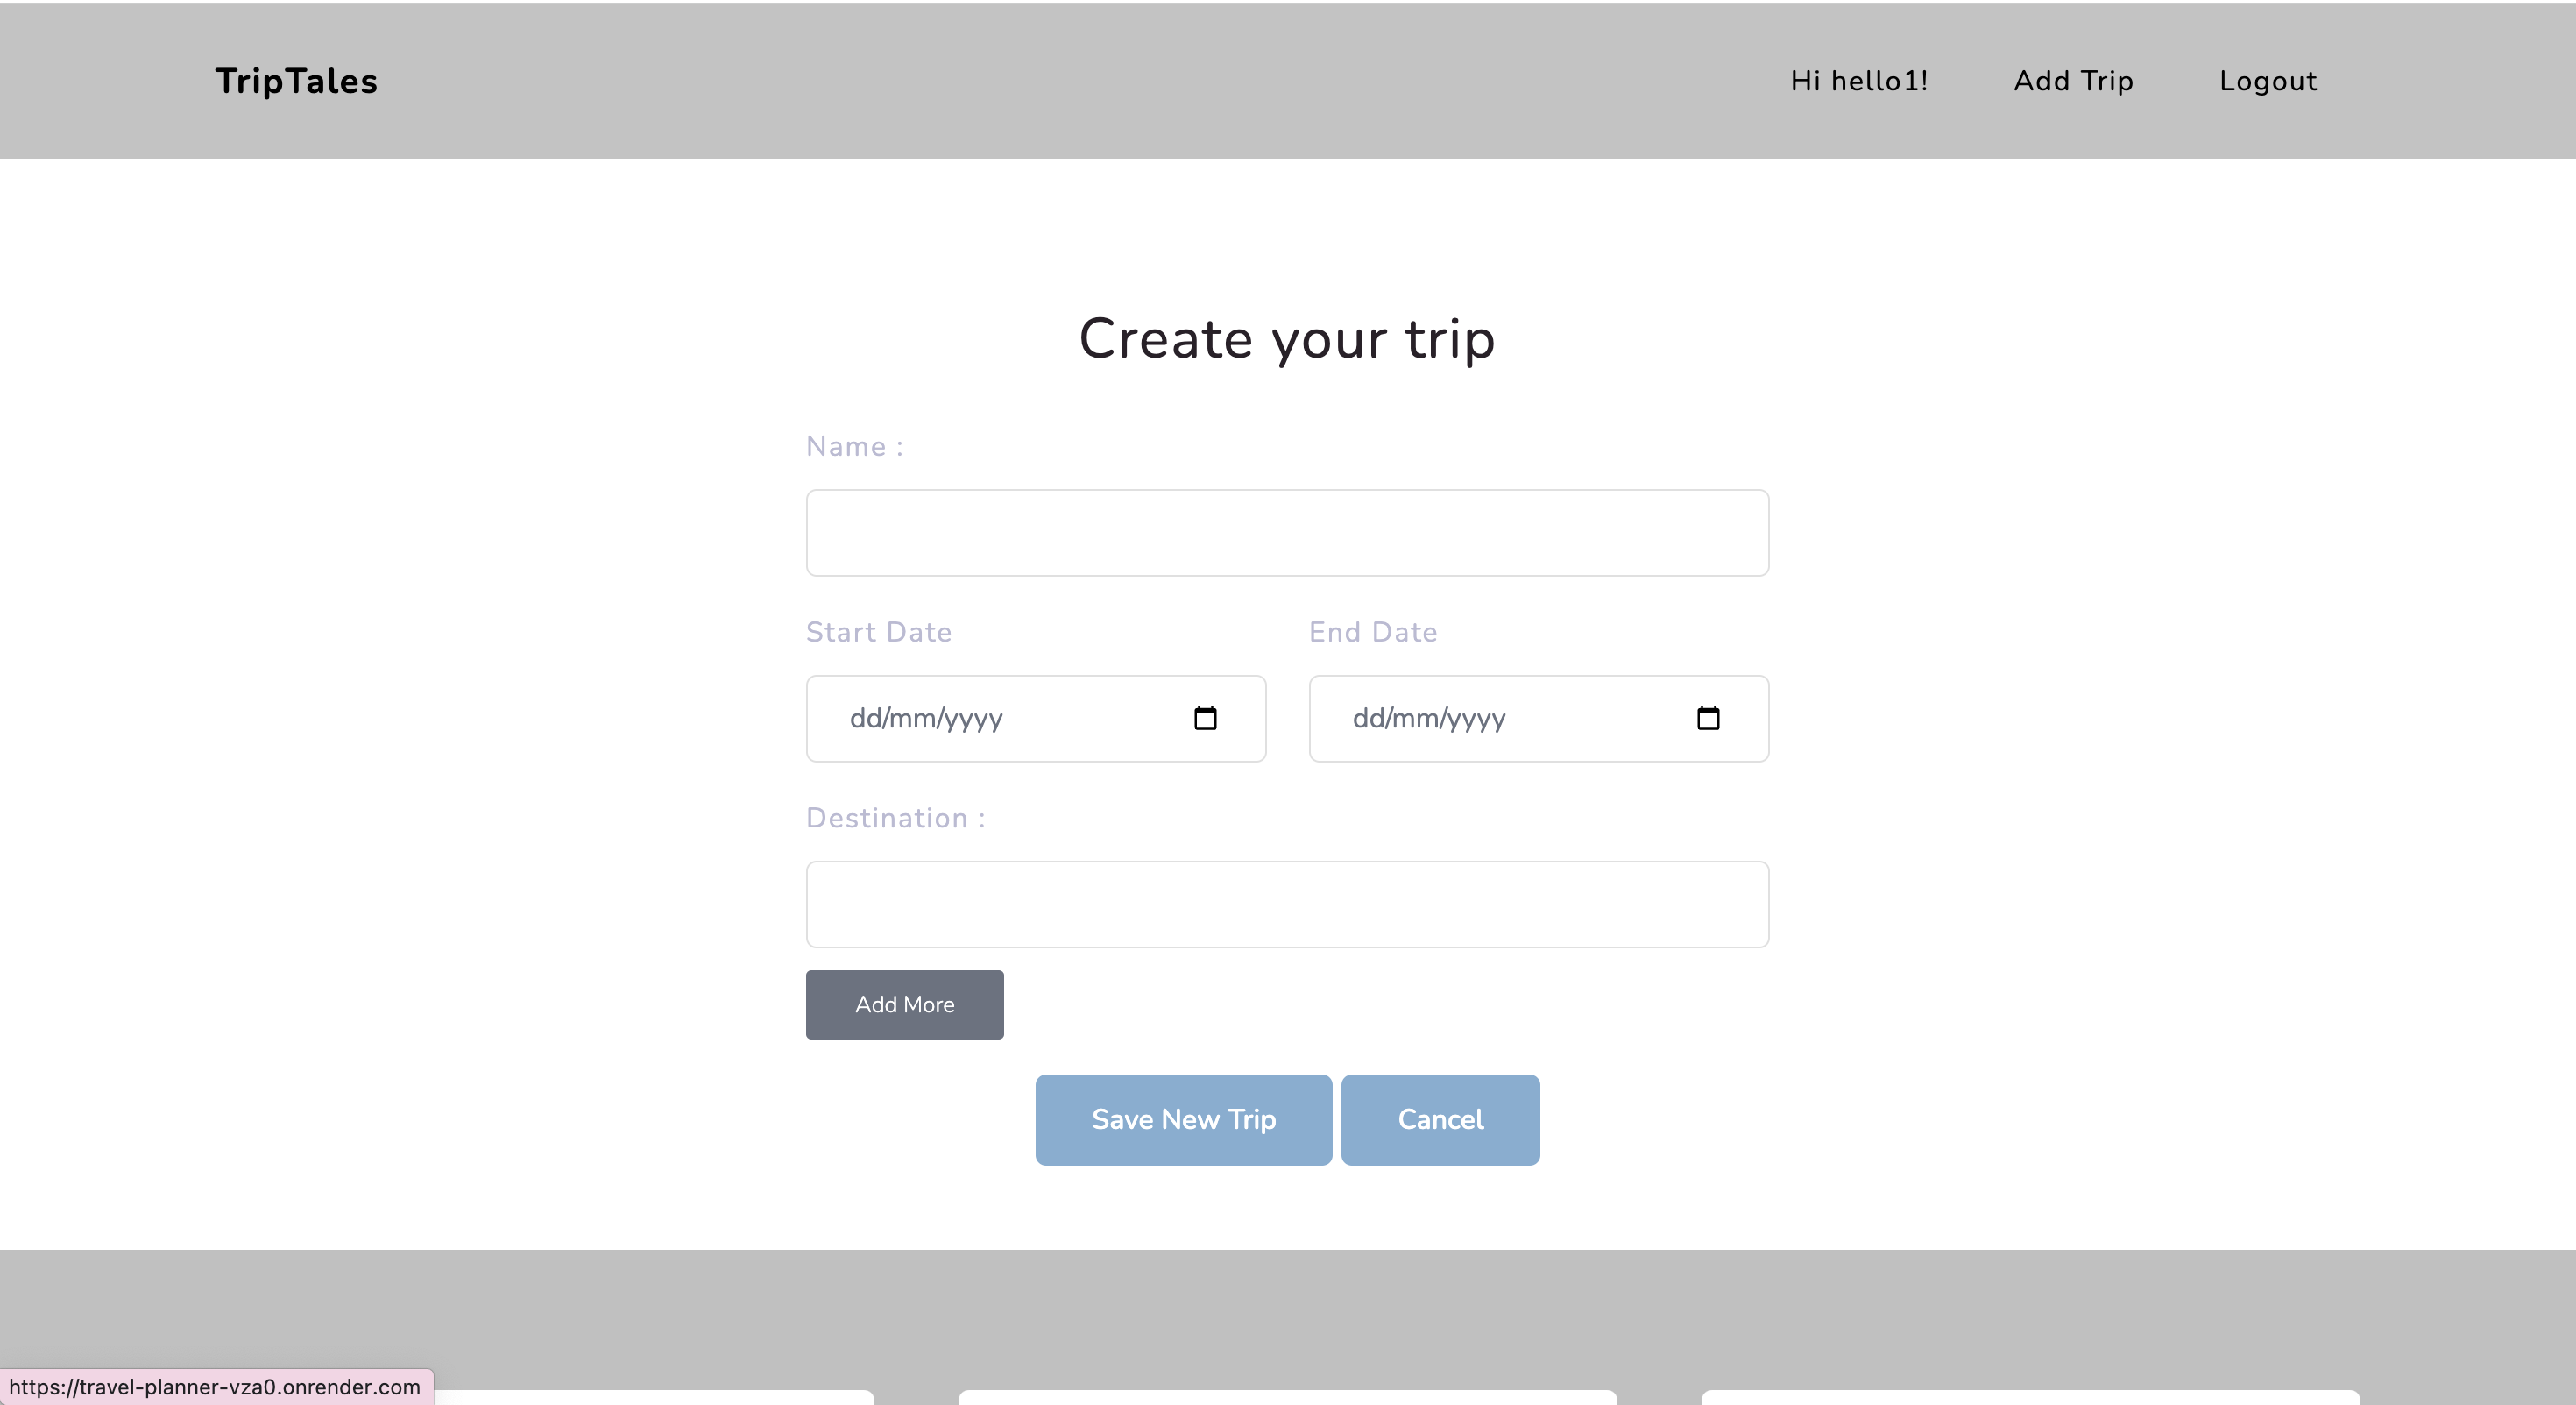 TripTales
Hi hello1! Add Trip Logout
Create your trip
Name :
Start Date End Date
dd/mm/yyyy dd/mm/yyyy
Destination :
Add More
Save New Trip Cancel
https://travel-planner-vza0.onrender.com